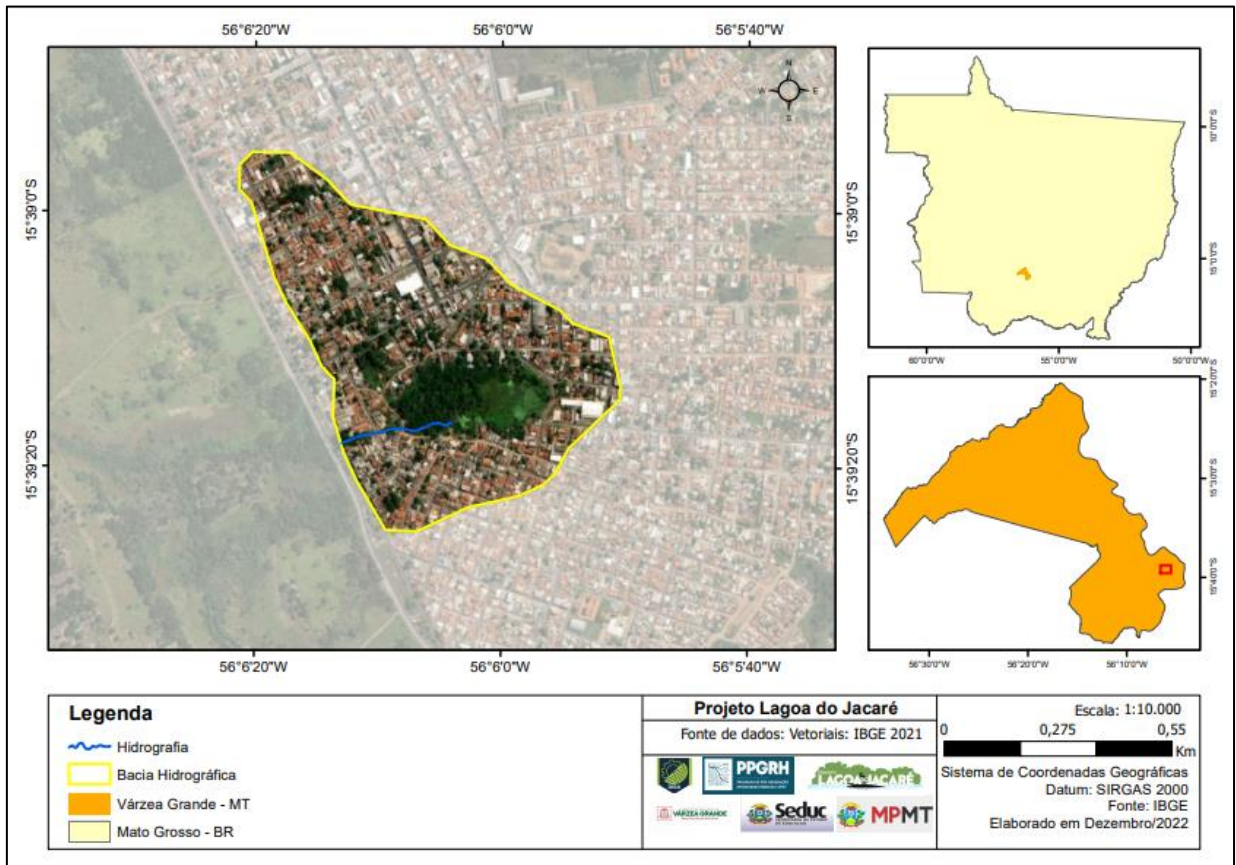 56°6'20"W
56°6'0"W
56°5'40"W
N
W
E
S
15°39'0"S
15°39'20"S
15°39'0"S
15°39'20"S
56°6'20"W
56°6'0"W
56°5'40"W
10°0'0"S
15°0'0"S
60°0'0"W
55°0'0"W
50°0'0"W
15°20'0"S
15°30'0"S
15°40'0"S
56°30'0"W
56°20'0"W
56°10'0"W
Legenda
Hidrografia
Bacia Hidrográfica
Várzea Grande - MT
Mato Grosso - BR
Projeto Lagoa do Jacaré
Fonte de dados: Vetoriais: IBGE 2021
PPGRH
LAGOA JACARÉ
VÁRZEA GRANDE
Seduc
MPMT
Escala: 1:10.000
0 0,275 0,55
Km
Sistema de Coordenadas Geográficas
Datum: SIRGAS 2000
Fonte: IBGE
Elaborado em Dezembro/2022